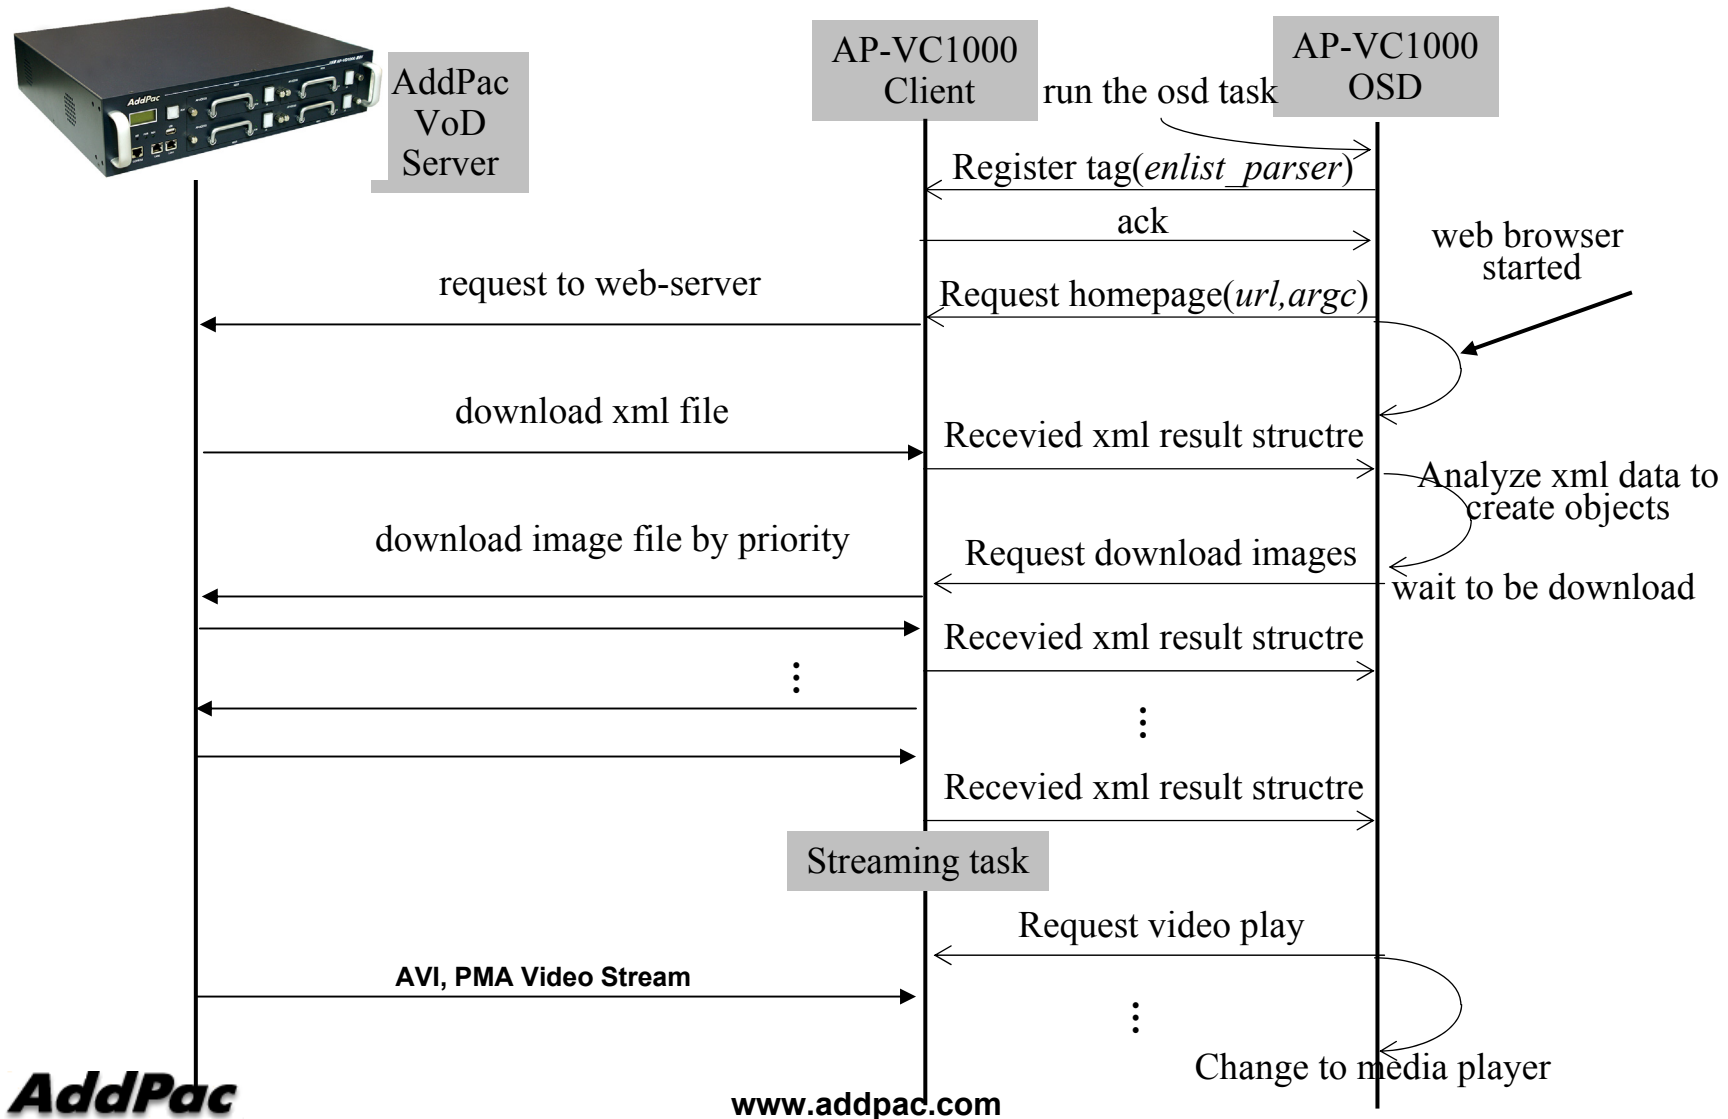 AddPac
AddPac
VoD
Server
AP-VC1000
Client
AP-VC1000
OSD
run the osd task
Register tag(enlist_parser)
ack
web browser
started
request to web-server
Request homepage(url,argc)
download xml file
Recevied xml result structre
Analyze xml data to
create objects
download image file by priority
Request download images
wait to be download
Recevied xml result structre
Recevied xml result structre
Streaming task
Request video play
AVI, PMA Video Stream
Change to media player
AddPac
www.addpac.com